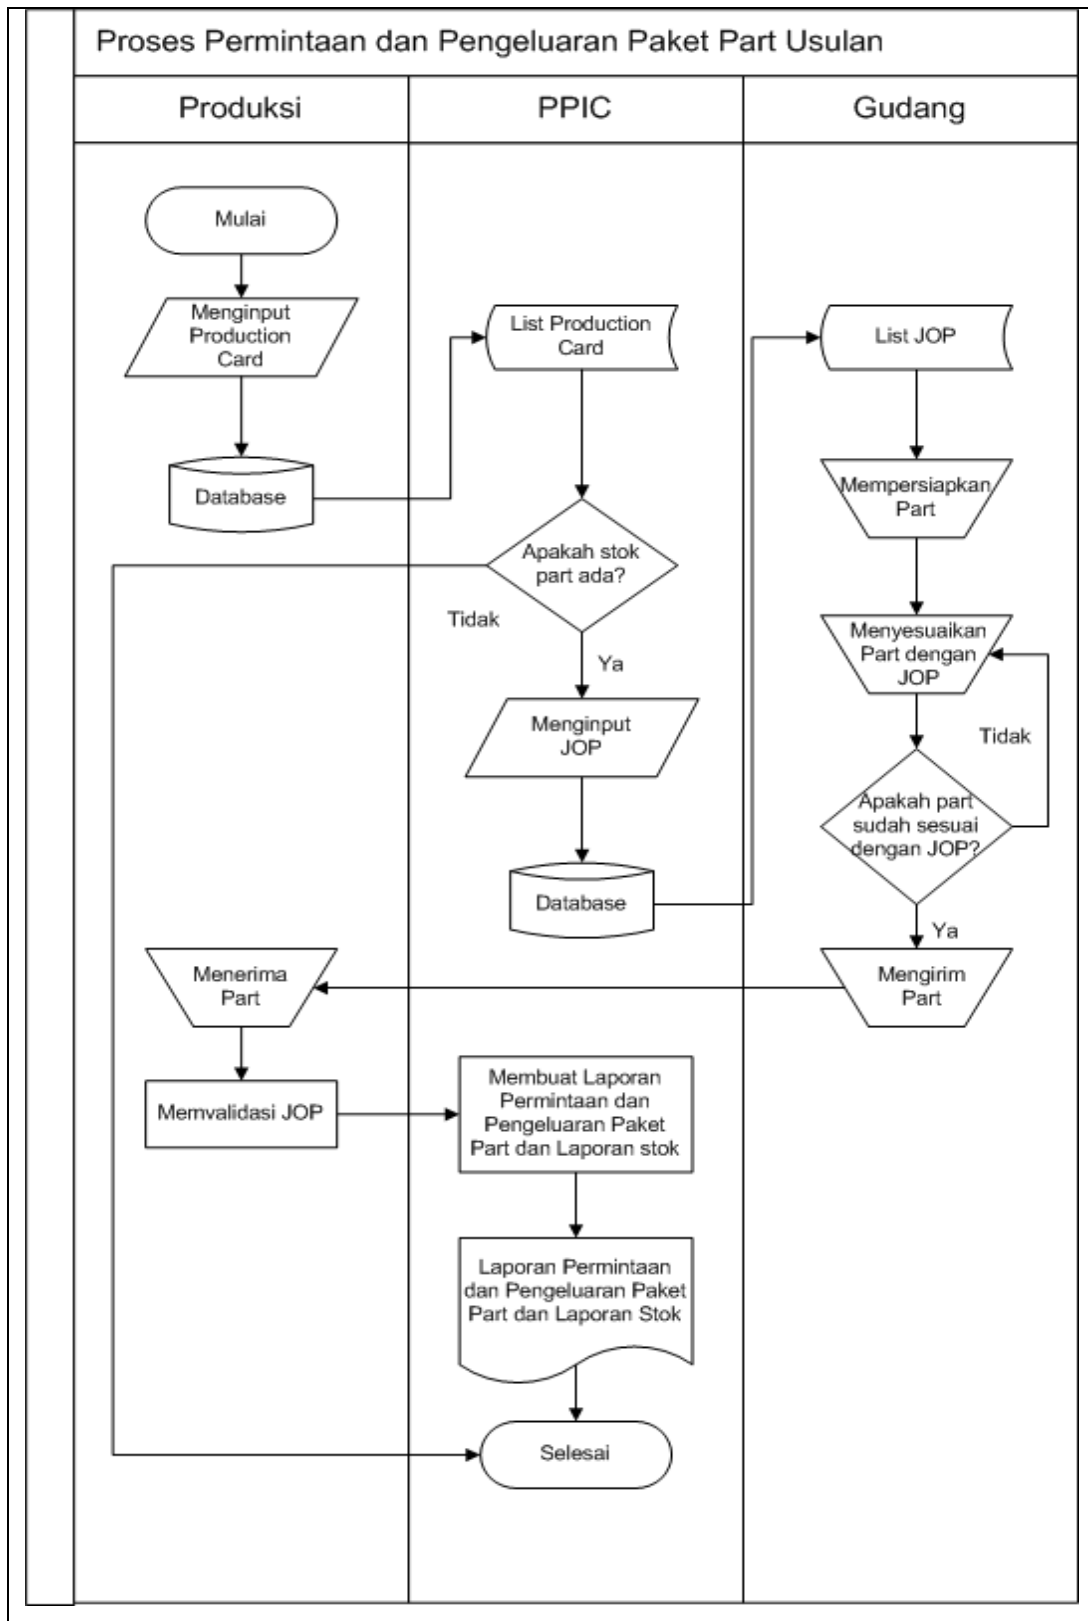 Proses Permintaan dan Pengeluaran Paket Part Usulan
Produksi
PPIC
Gudang
Mulai
Menginput
Production
Card
Database
List Production
Card
Apakah stok
part ada?
Tidak
Ya
Menginput
JOP
Database
List JOP
Mempersiapkan
Part
Menyesuaikan
Part dengan
JOP
Tidak
Apakah part
sudah sesuai
dengan JOP?
Ya
Mengirim
Part
Menerima
Part
Memvalidasi JOP
Membuat Laporan
Permintaan dan
Pengeluaran Paket
Part dan Laporan stok
Laporan Permintaan
dan Pengeluaran Paket
Part dan Laporan Stok
Selesai